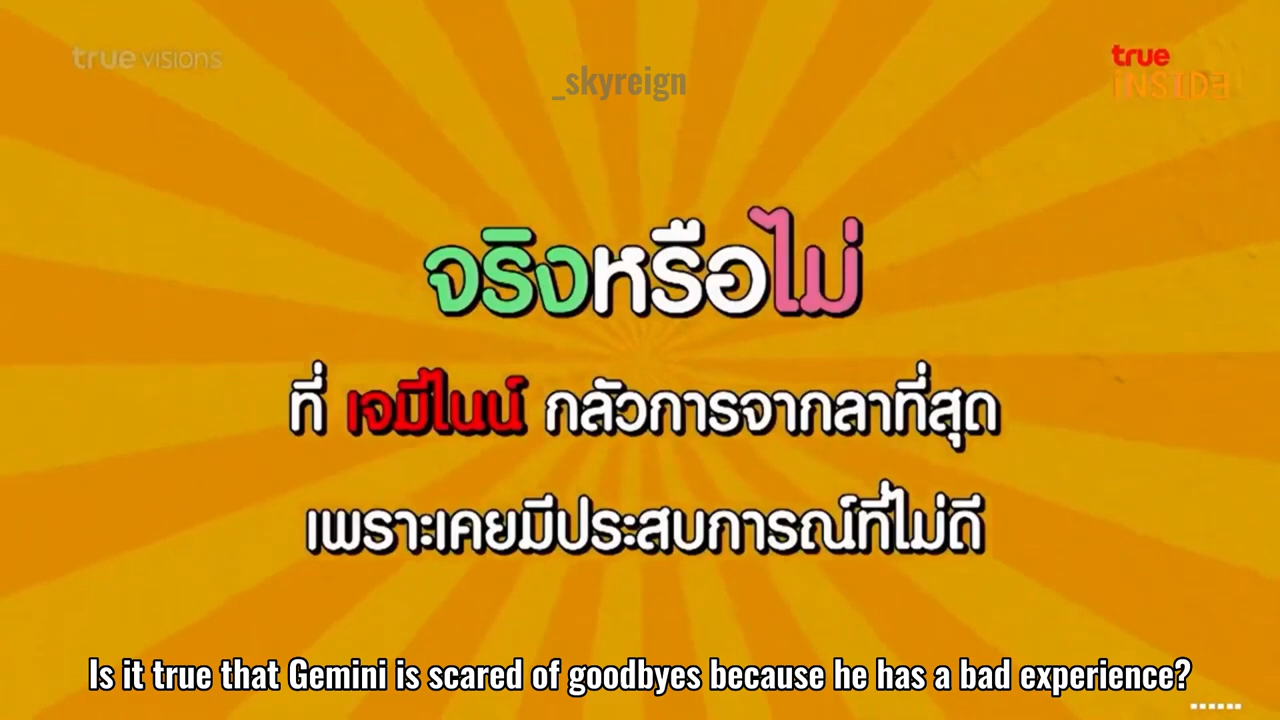 true visions
true
INSIDE
_skyreign
จริงหรือไม่
ที่ เจมีไนน์ กลัวการจากลาที่สุด
เพราะเคยมีประสบการณ์ที่ไม่ดี
Is it true that Gemini is scared of goodbyes because he has a bad experience?